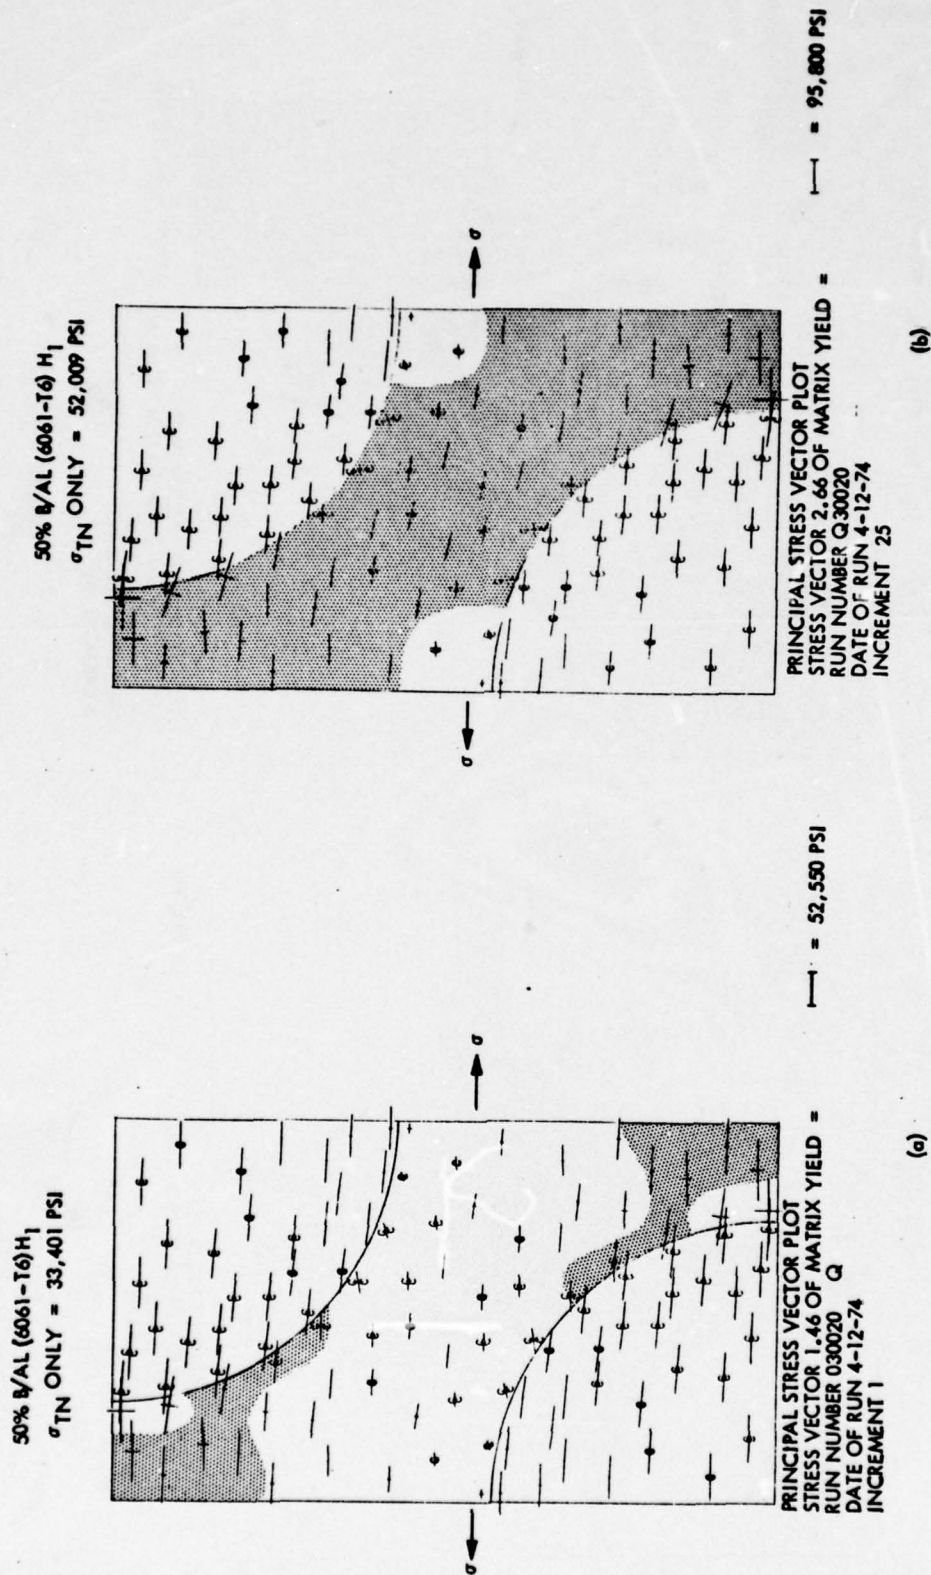 50% B/AL (6061-T6) H1
σTN ONLY = 33,401 PSI
σ
σ
PRINCIPAL STRESS VECTOR PLOT
STRESS VECTOR 1.46 OF MATRIX YIELD = = 52,550 PSI
RUN NUMBER 030020 Q
DATE OF RUN 4-12-74
INCREMENT 1
(a)
50% B/AL (6061-T6) H1
σTN ONLY = 52,009 PSI
σ
σ
PRINCIPAL STRESS VECTOR PLOT
STRESS VECTOR 2.66 OF MATRIX YIELD = = 95,800 PSI
RUN NUMBER Q30020
DATE OF RUN 4-12-74
INCREMENT 25
(b)